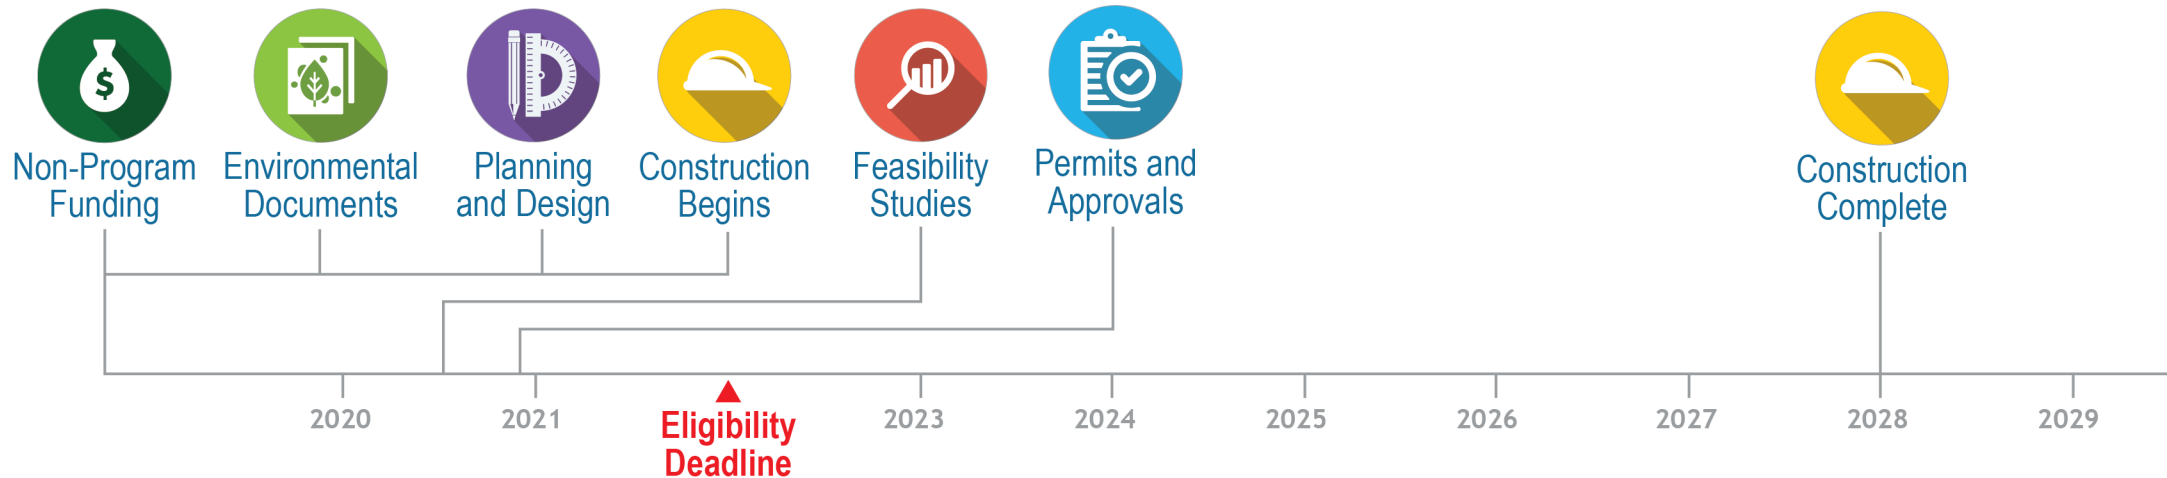 $
Non-Program
Funding
Environmental
Documents
Planning
and Design
Construction
Begins
Feasibility
Studies
Permits and
Approvals
Construction
Complete
2020
2021
Eligibility
Deadline
2023
2024
2025
2026
2027
2028
2029